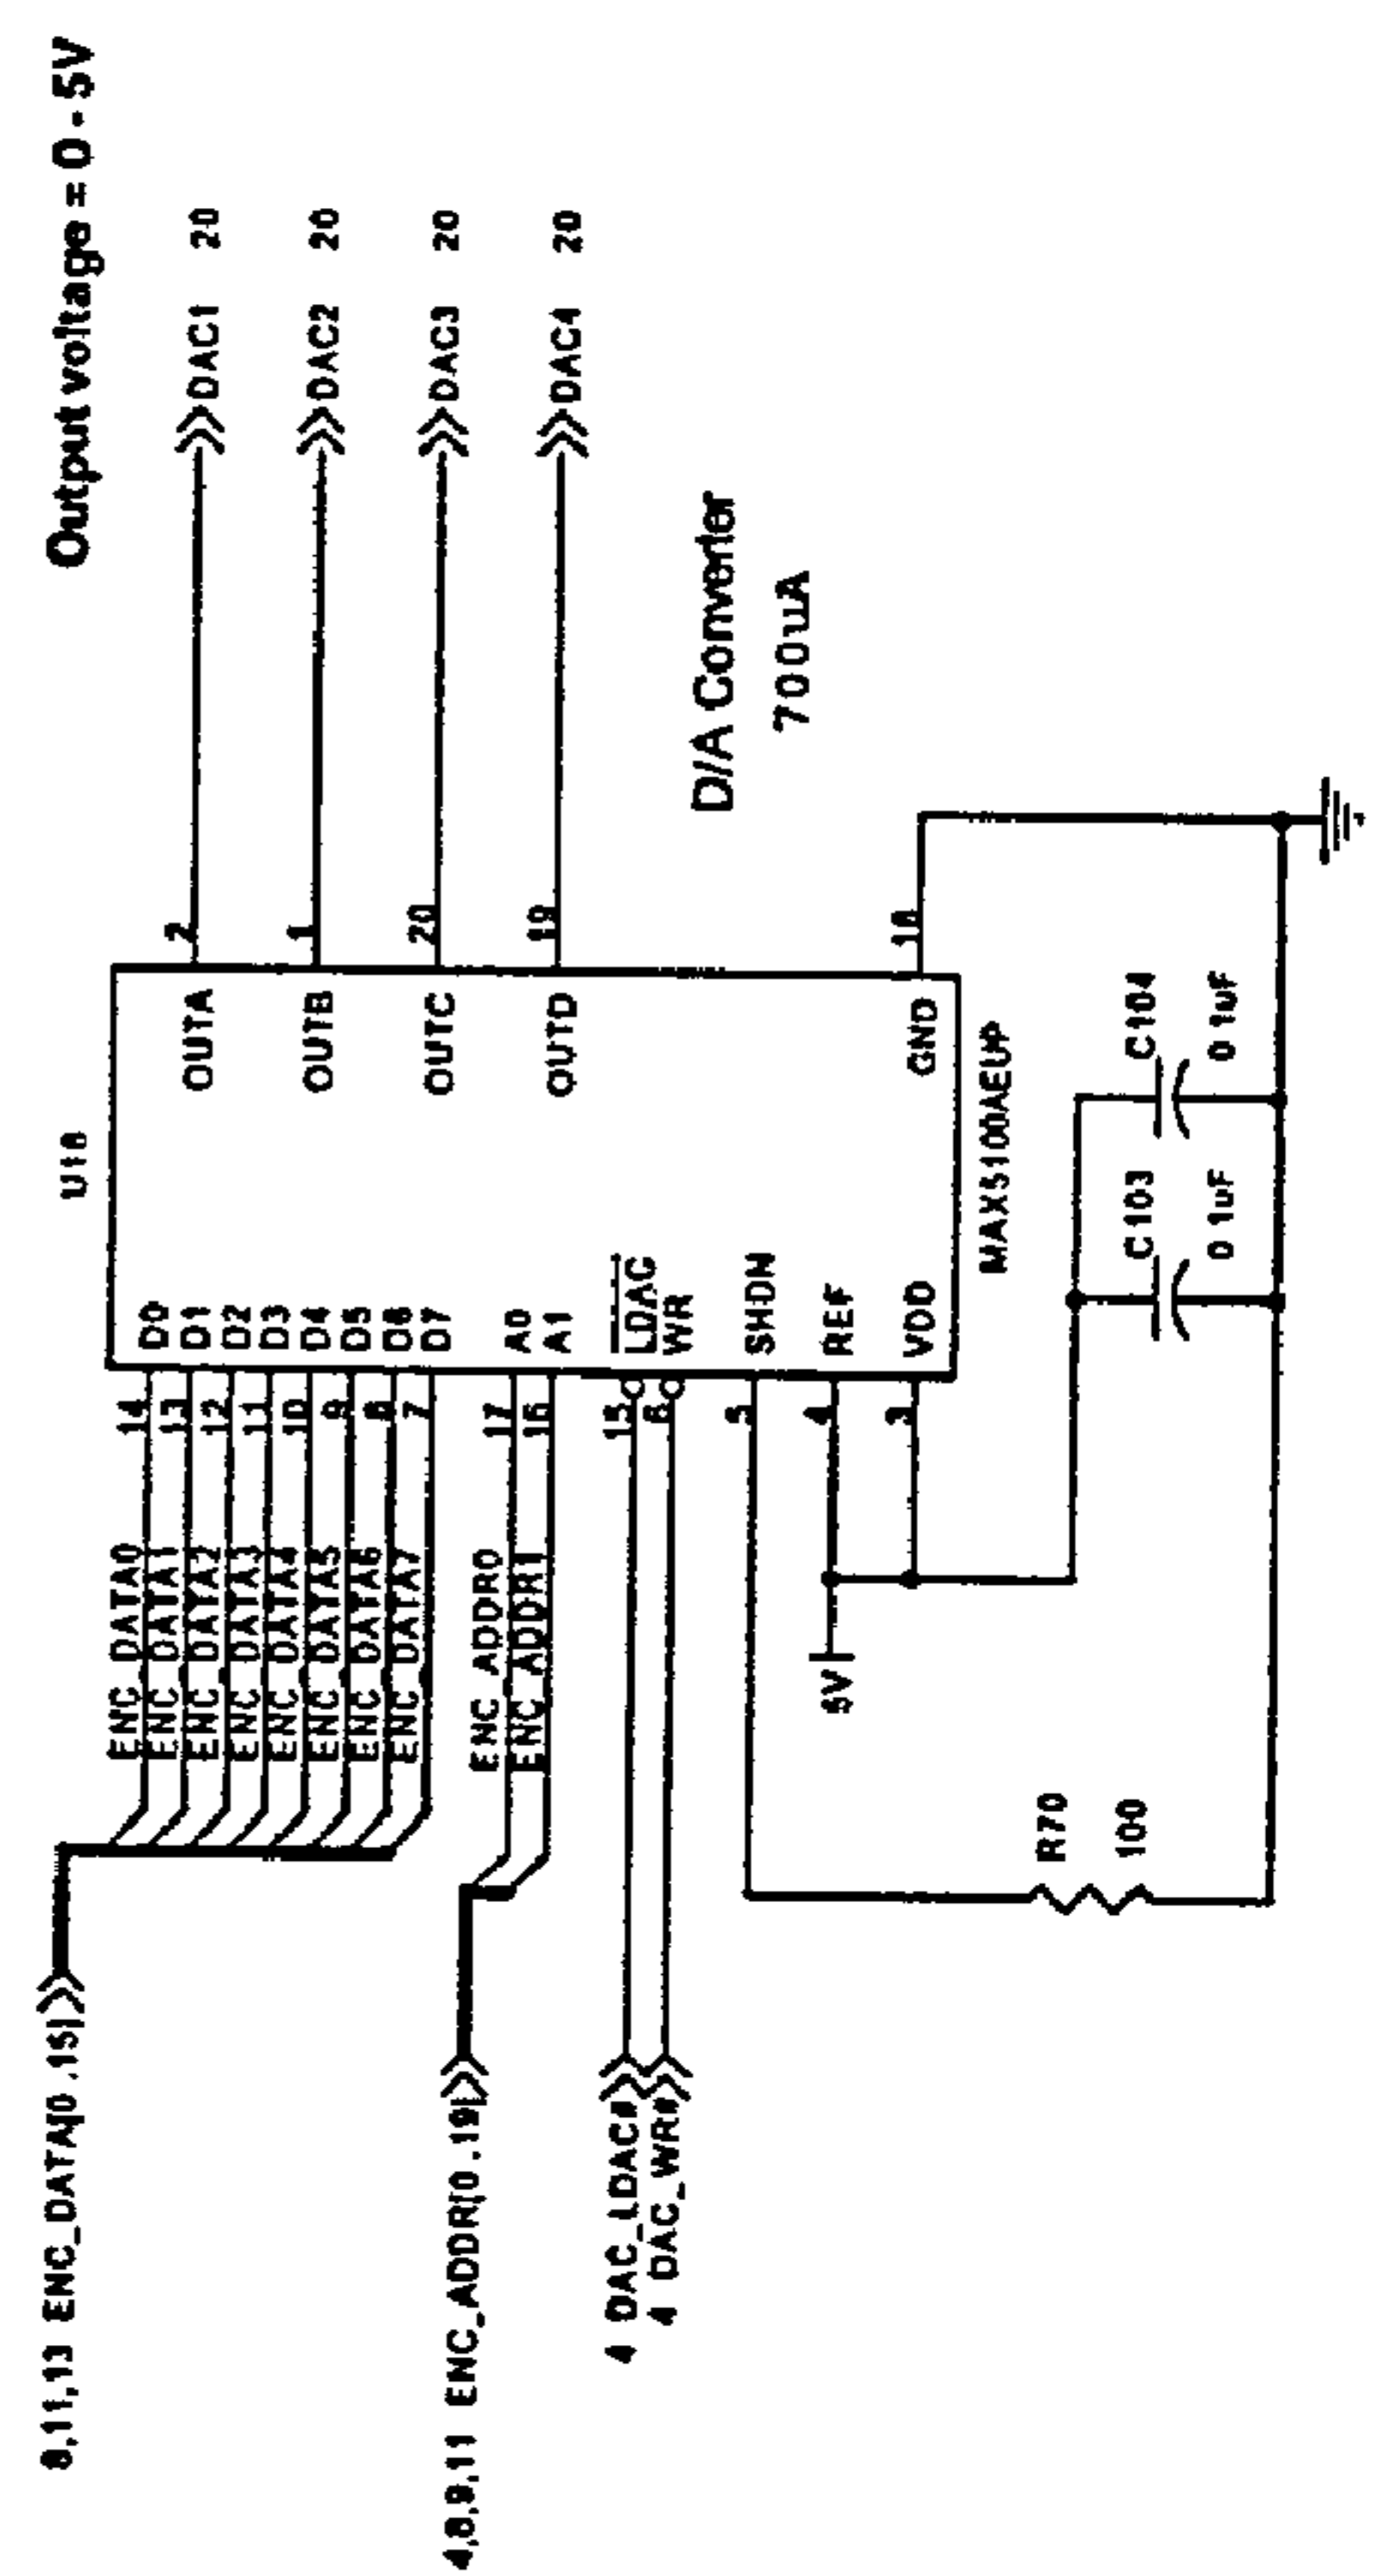 Output voltage = 0 - 5V
8,11,13 ENC_DATA[0..15]
ENC_DATA0 14 D0
ENC_DATA1 13 D1
ENC_DATA2 12 D2
ENC_DATA3 11 D3
ENC_DATA4 10 D4
ENC_DATA5 9 D5
ENC_DATA6 8 D6
ENC_DATA7 7 D7
OUTA 2 DAC1 20
OUTB 1 DAC2 20
OUTC 20 DAC3 20
OUTD 19 DAC4 20
4,8,9,11 ENC_ADDR[0..19]
ENC_ADDR0 17 A0
ENC_ADDR1 16 A1
4 DAC_LDAC# 15 LDAC
4 DAC_WR# 6 WR
D/A Converter
700uA
5 SHDN
5V
4 REF
3 VDD
GND 18
MAX5100AEUP
R70
100
C103
0.1uF
C104
0.1uF